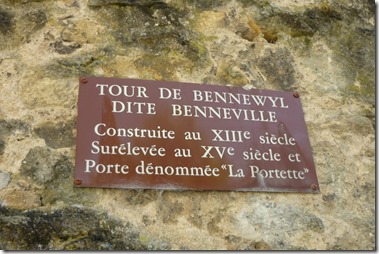 TOUR DE BENNEWYL
DITE BENNEVILLE
Construite au XIIIe siècle
Surélevée au XVe siècle et
Porte dénommée "La Portette"